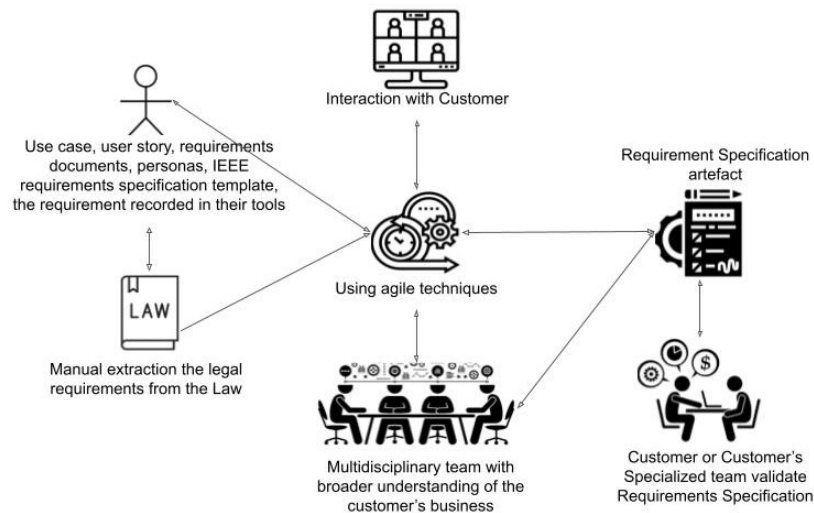 Interaction with Customer
Use case, user story, requirements
documents, personas, IEEE
requirements specification template,
the requirement recorded in their tools
Requirement Specification
artefact
Using agile techniques
LAW
Manual extraction the legal
requirements from the Law
$
Multidisciplinary team with
broader understanding of the
customer's business
Customer or Customer's
Specialized team validate
Requirements Specification